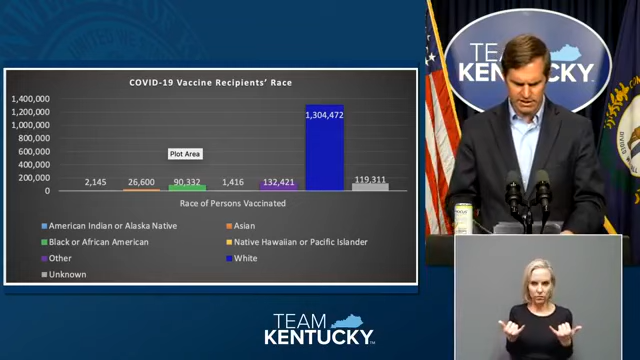 COVID-19 Vaccine Recipients' Race
1,400,000
1,200,000
1,000,000
800,000
600,000
400,000
200,000
0
2,145
26,600
90,332
1,416
132,421
1,304,472
119,311
Plot Area
Race of Persons Vaccinated
American Indian or Alaska Native
Asian
Black or African American
Native Hawaiian or Pacific Islander
Other
White
Unknown
TEAM
KENTUCKY
TEAM
KENTUCKY